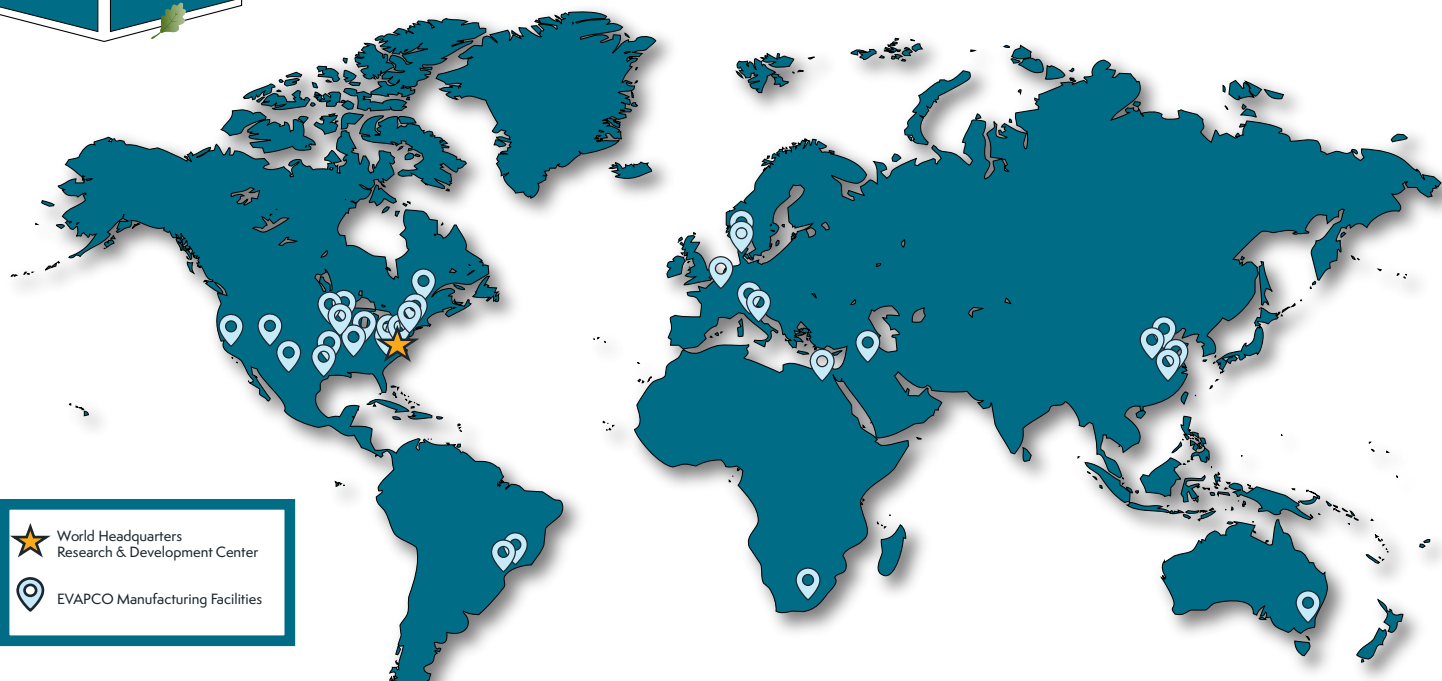 World Headquarters
Research & Development Center
EVAPCO Manufacturing Facilities